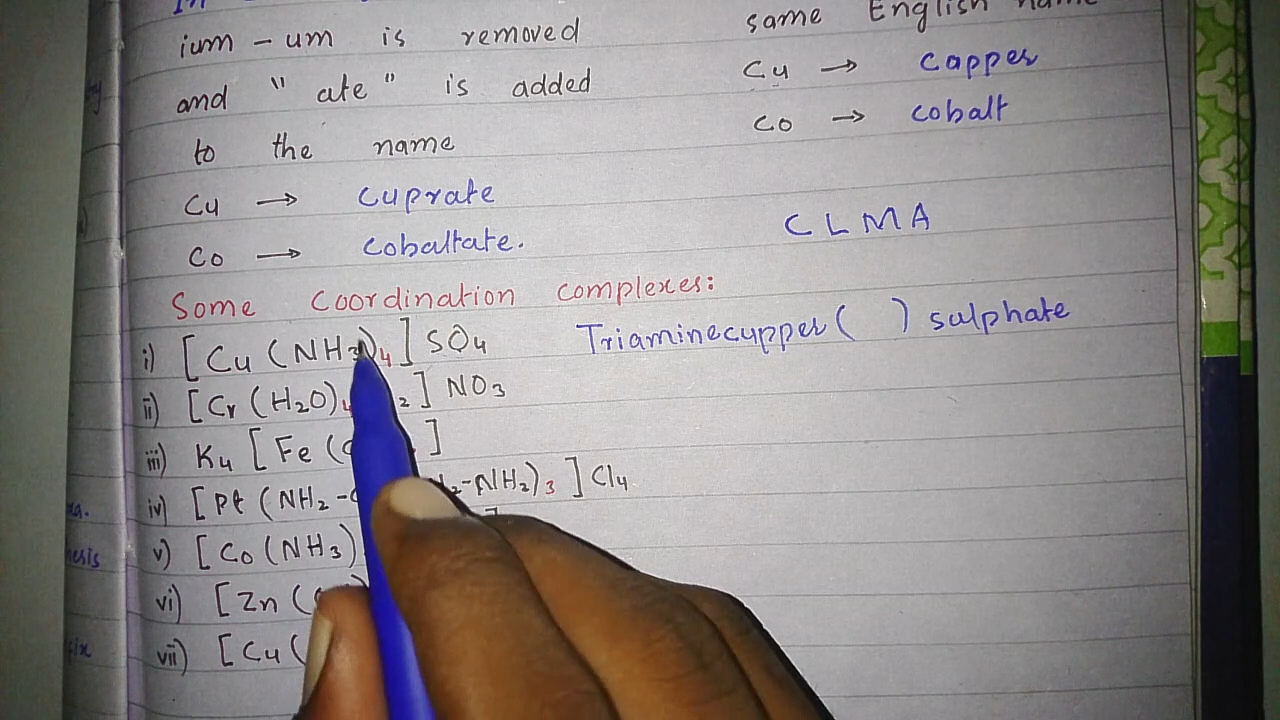 In
ium - um is removed
and "ate" is added
to the name
Cu → cuprate
Co → cobaltate.
same English name
Cu → capper
Co → cobalt
CLMA
Some Coordination complexes:
i) [Cu(NH3)4] SO4 Triaminecupper( ) sulphate
ii) [Cr(H2O)4 2] NO3
iii) K4 [Fe(C ]
iv) [Pt(NH2-C H2-NH2)3] Cl4
v) [Co(NH3)
vi) [Zn(
vii) [Cu(